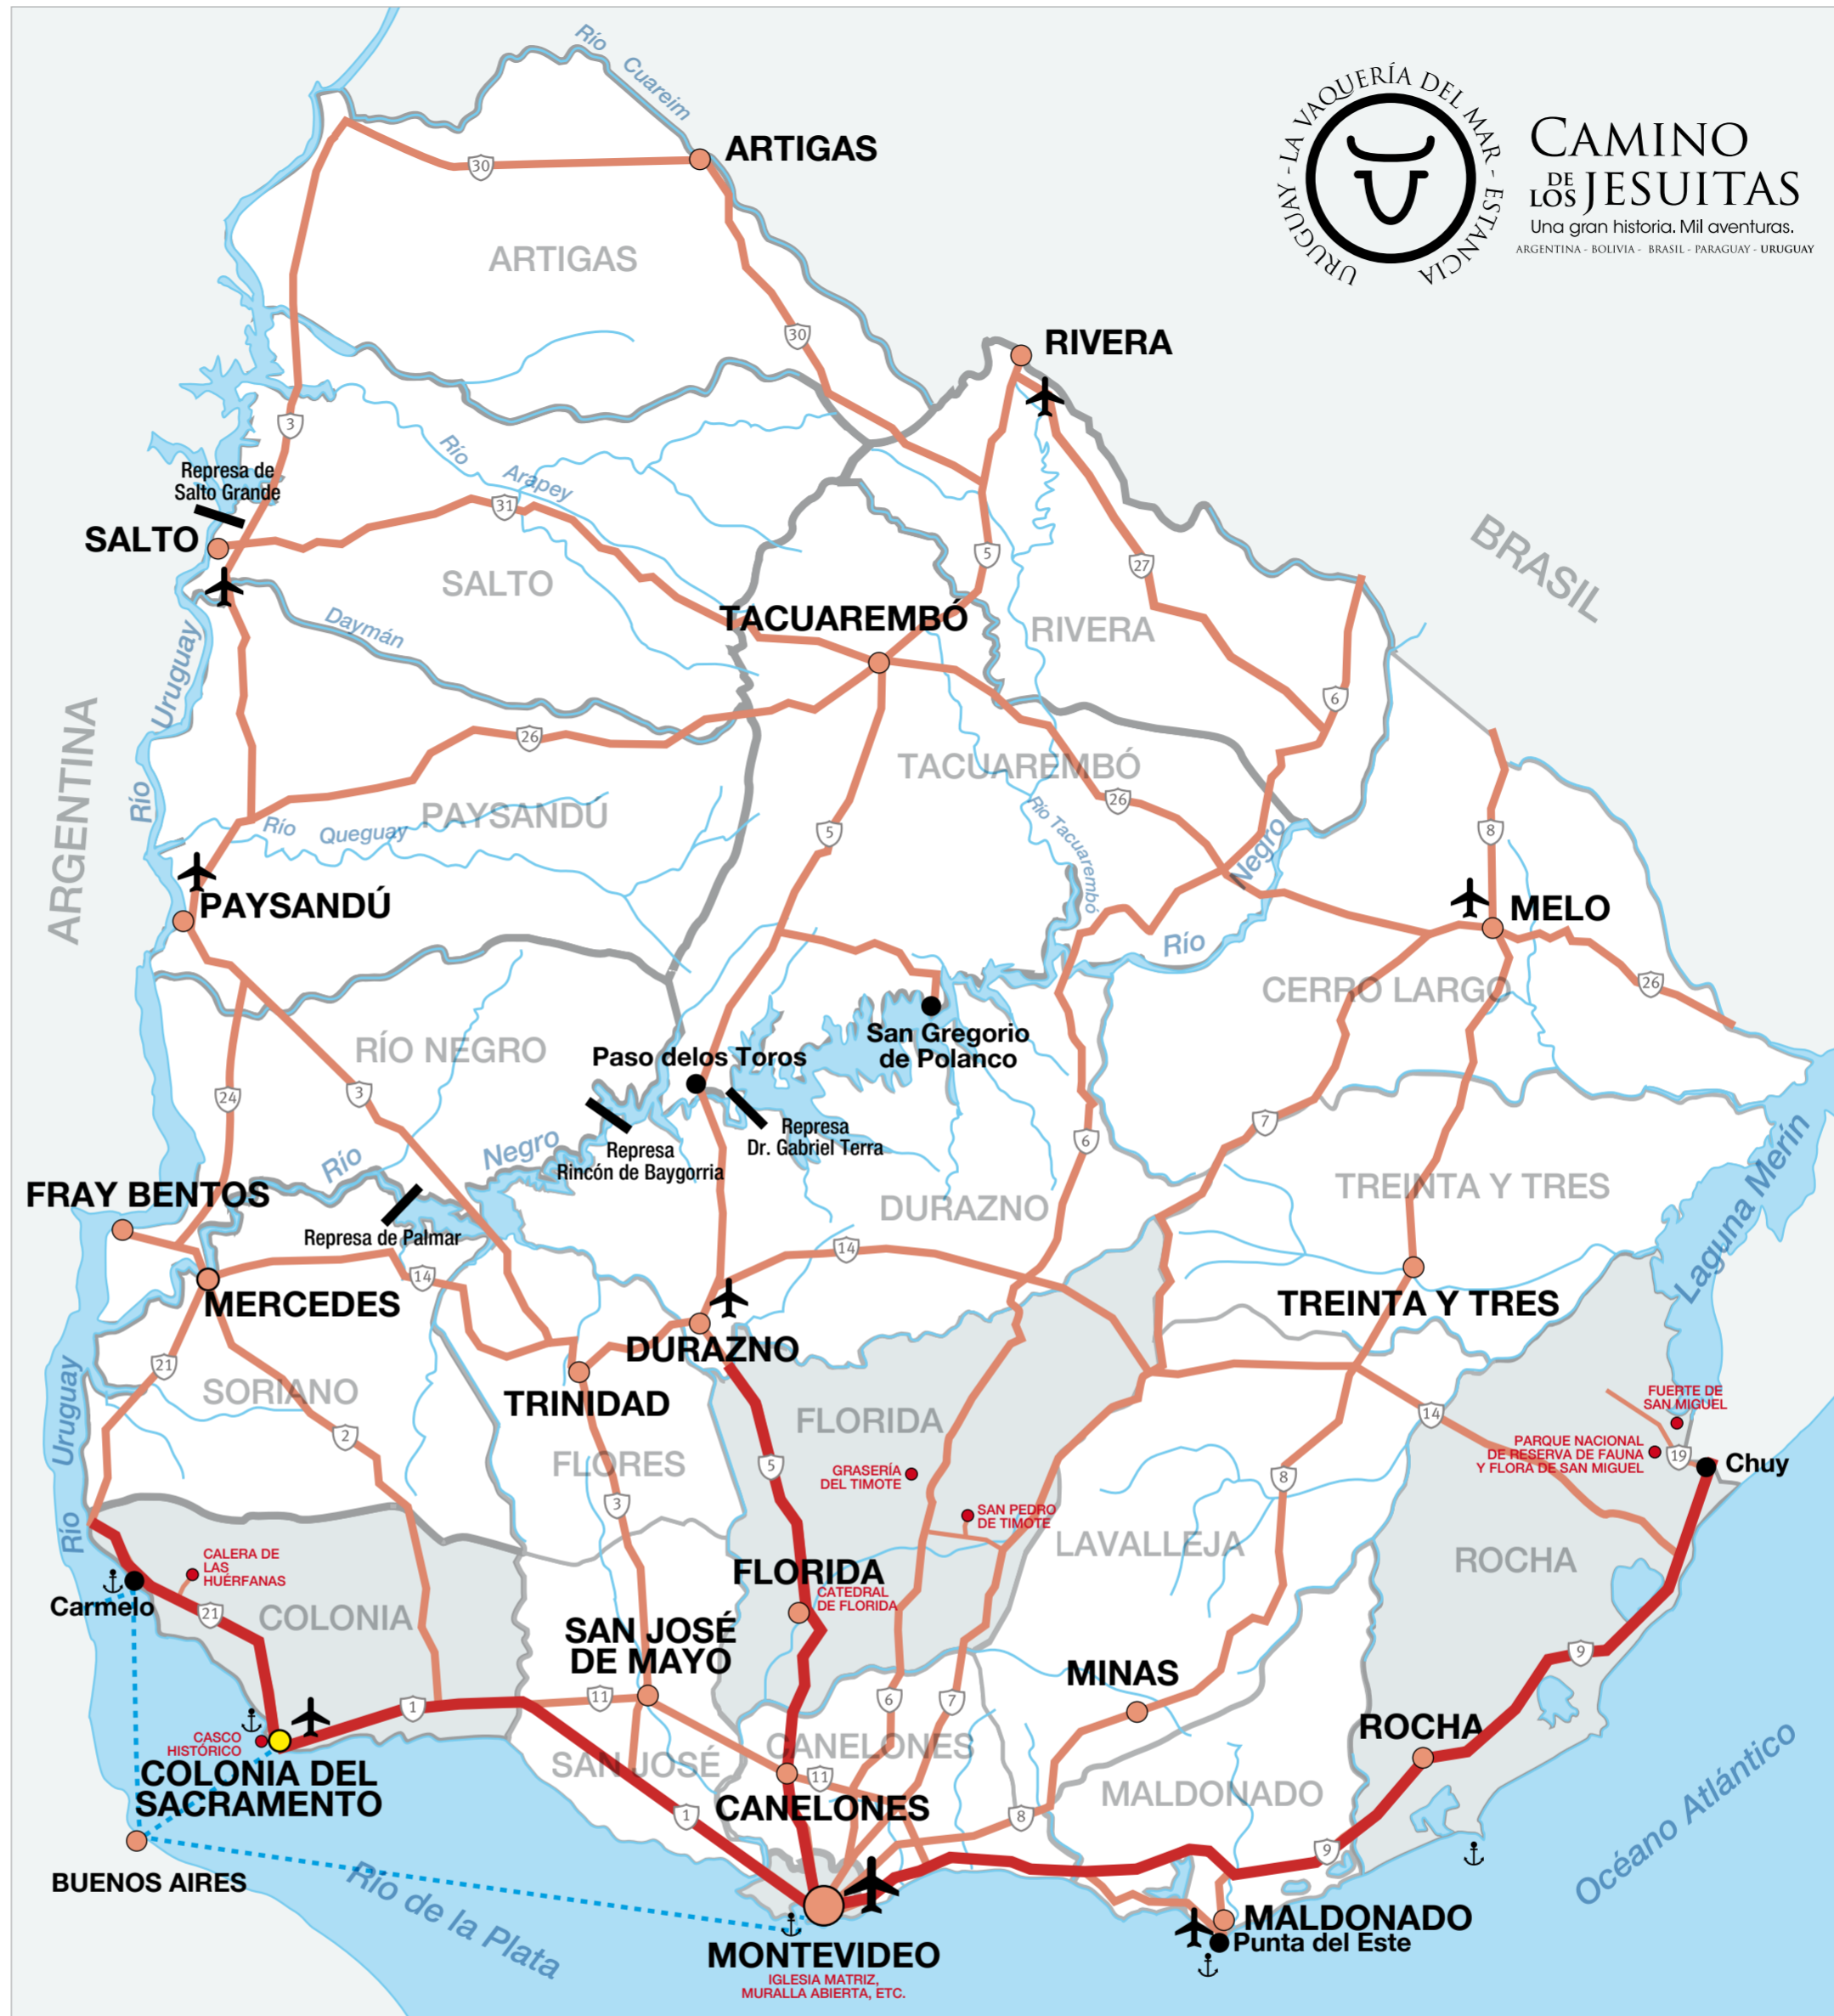 Río Cuareim
URUGUAY - LA VAQUERÍA DEL MAR - ESTANCIA
CAMINO
DE LOS JESUITAS
Una gran historia. Mil aventuras.
ARGENTINA - BOLIVIA - BRASIL - PARAGUAY - URUGUAY
ARTIGAS
30
ARTIGAS
30
RIVERA
3
Río Arapey
Represa de
Salto Grande
31
SALTO
5
27
BRASIL
SALTO
TACUAREMBÓ
RIVERA
Daymán
Río Uruguay
6
ARGENTINA
26
TACUAREMBÓ
26
PAYSANDÚ
Río Queguay
5
8
Río Tacuarembó
Río Negro
PAYSANDÚ
MELO
CERRO LARGO
26
San Gregorio
de Polanco
RÍO NEGRO
Paso delos Toros
24
3
7
Represa
Dr. Gabriel Terra
6
Represa
Rincón de Baygorria
Río Negro
FRAY BENTOS
Represa de Palmar
DURAZNO
TREINTA Y TRES
Laguna Merín
14
14
MERCEDES
TREINTA Y TRES
DURAZNO
21
SORIANO
TRINIDAD
FLORIDA
14
FUERTE DE
SAN MIGUEL
PARQUE NACIONAL
DE RESERVA DE FAUNA
Y FLORA DE SAN MIGUEL
19
Chuy
2
FLORES
5
GRASERÍA
DEL TIMOTE
8
3
SAN PEDRO
DE TIMOTE
Río Uruguay
LAVALLEJA
ROCHA
CALERA DE
LAS
HUÉRFANAS
FLORIDA
CATEDRAL
DE FLORIDA
Carmelo
21
COLONIA
SAN JOSÉ
DE MAYO
MINAS
9
1
11
6
7
CASCO
HISTÓRICO
COLONIA DEL
SACRAMENTO
SAN JOSÉ
CANELONES
11
ROCHA
MALDONADO
1
CANELONES
8
9
Océano Atlántico
BUENOS AIRES
Río de la Plata
MALDONADO
Punta del Este
MONTEVIDEO
IGLESIA MATRIZ,
MURALLA ABIERTA, ETC.